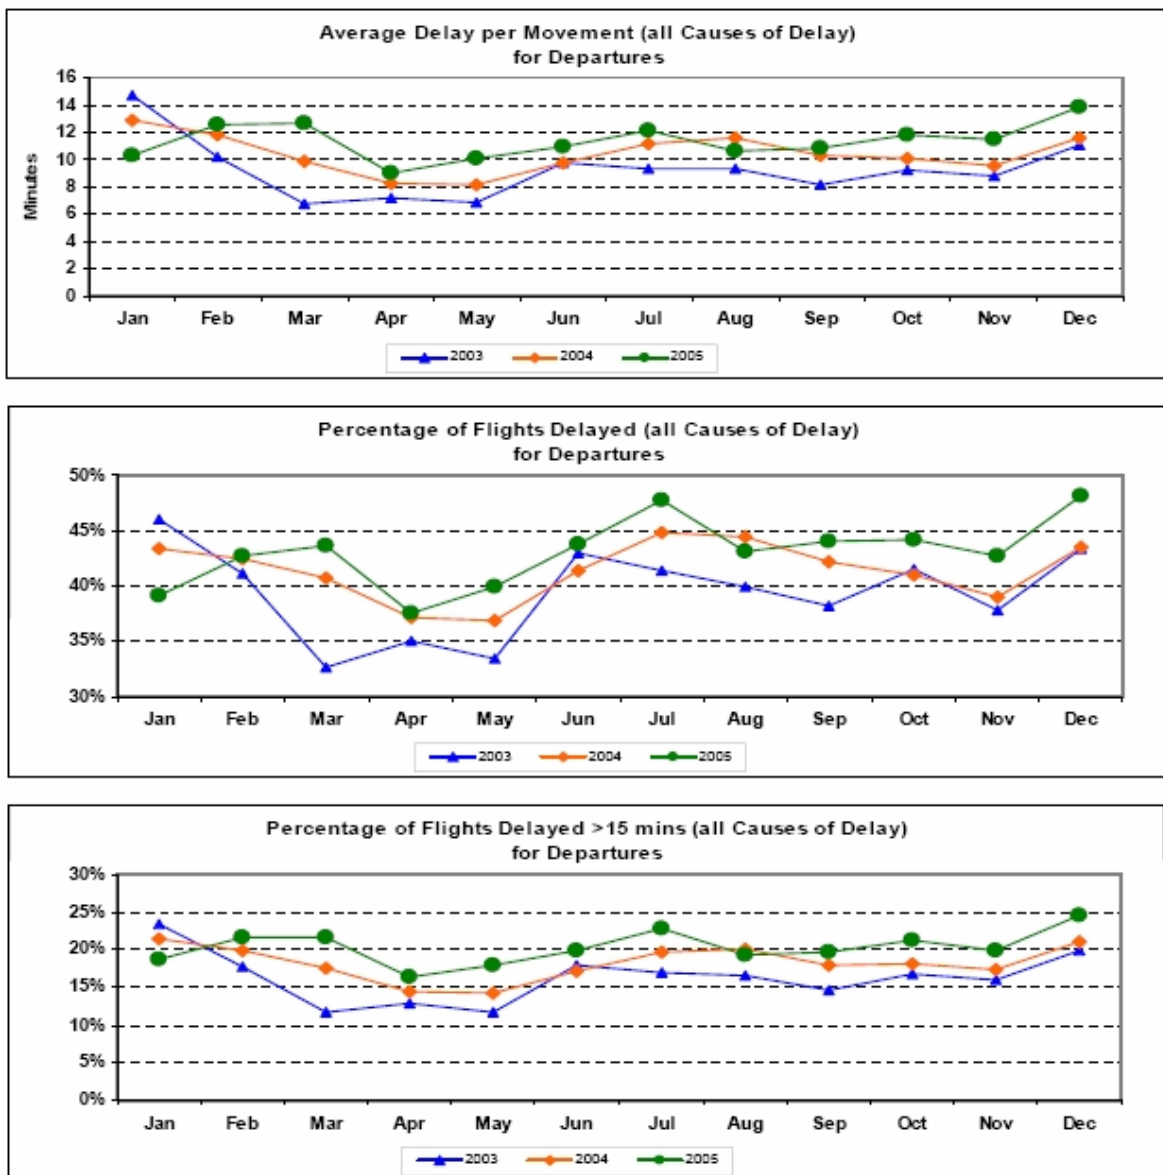 Average Delay per Movement (all Causes of Delay)
for Departures
Minutes
16
14
12
10
8
6
4
2
0
Jan Feb Mar Apr May Jun Jul Aug Sep Oct Nov Dec
2003 2004 2005
Percentage of Flights Delayed (all Causes of Delay)
for Departures
50%
45%
40%
35%
30%
Jan Feb Mar Apr May Jun Jul Aug Sep Oct Nov Dec
2003 2004 2005
Percentage of Flights Delayed >15 mins (all Causes of Delay)
for Departures
30%
25%
20%
15%
10%
5%
0%
Jan Feb Mar Apr May Jun Jul Aug Sep Oct Nov Dec
2003 2004 2005